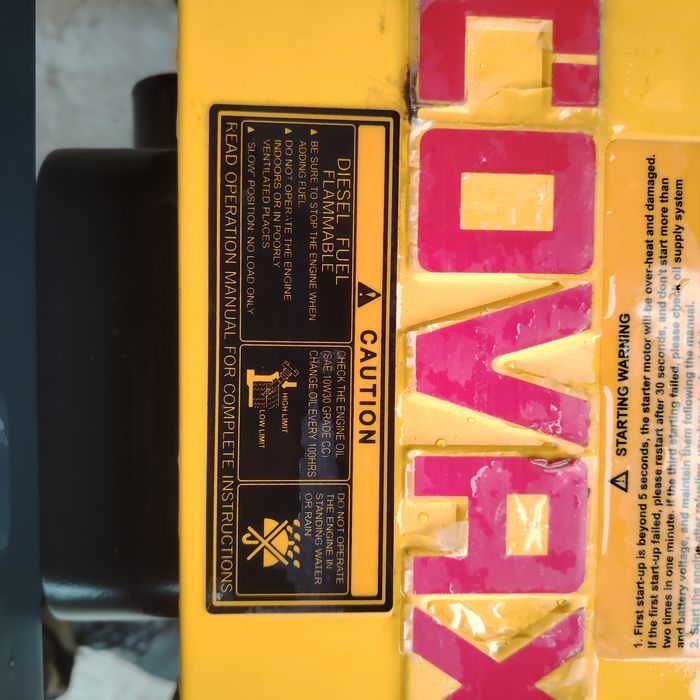 COVAX
⚠ CAUTION
DIESEL FUEL
FLAMMABLE
▲ BE SURE TO STOP THE ENGINE WHEN
ADDING FUEL
▲ DO NOT OPERATE THE ENGINE
INDOORS OR IN POORLY
VENTILATED PLACES
▲ "SLOW" POSITION: NO LOAD ONLY
CHECK THE ENGINE OIL
(SAE 10W30 GRADE CC)
CHANGE OIL EVERY 100HRS
HIGH LIMIT
LOW LIMIT
DO NOT OPERATE
THE ENGINE IN
STANDING WATER
OR RAIN
READ OPERATION MANUAL FOR COMPLETE INSTRUCTIONS
⚠ STARTING WARNING
1. First start-up is beyond 5 seconds, the starter motor will be over-heat and damaged.
If the first start-up failed, please restart after 30 seconds, and don't start more than
two times in one minute. If the third starting failed, please check oil supply system
and battery voltage, and maintain then following the manual.
2. Start the engine